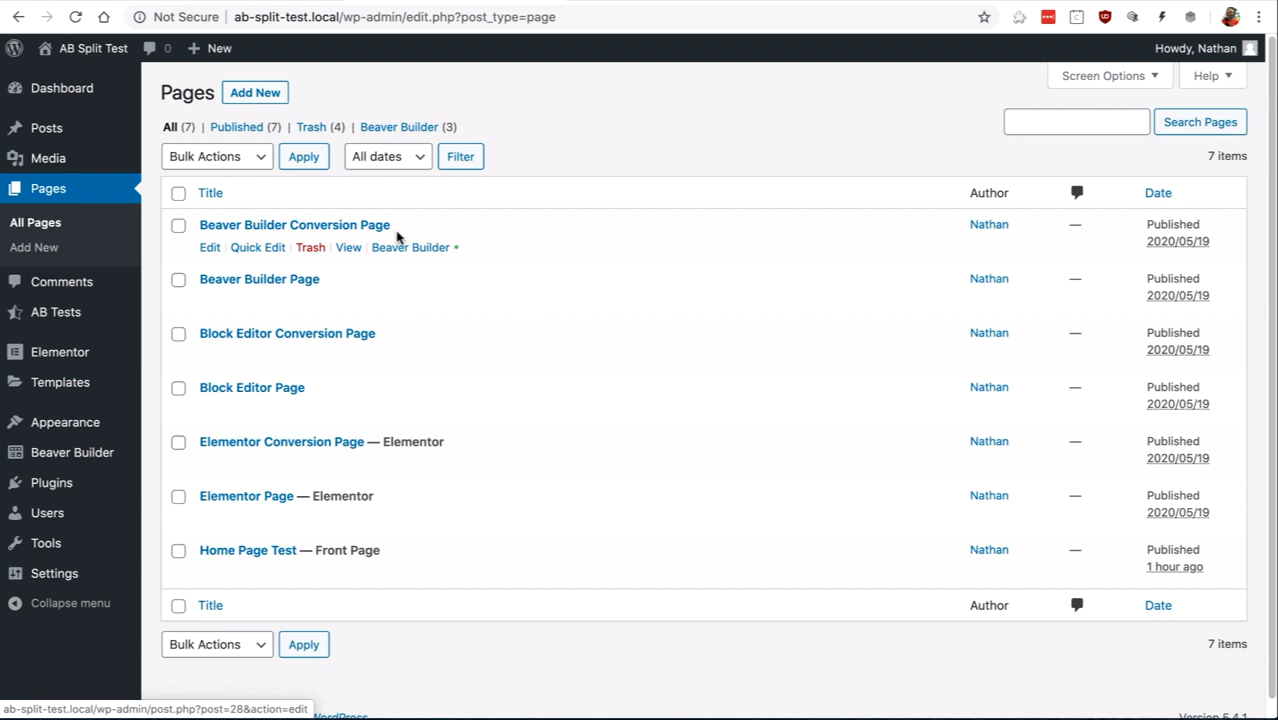 Not Secure | ab-split-test.local/wp-admin/edit.php?post_type=page
AB Split Test 0 + New Howdy, Nathan
Screen Options Help
Dashboard
Posts
Media
Pages
All Pages
Add New
Comments
AB Tests
Elementor
Templates
Appearance
Beaver Builder
Plugins
Users
Tools
Settings
Collapse menu
Pages Add New
All (7) | Published (7) | Trash (4) | Beaver Builder (3)
Search Pages
Bulk Actions Apply All dates Filter 7 items
Title Author Date
Beaver Builder Conversion Page Nathan — Published
Edit | Quick Edit | Trash | View | Beaver Builder • 2020/05/19
Beaver Builder Page Nathan — Published
2020/05/19
Block Editor Conversion Page Nathan — Published
2020/05/19
Block Editor Page Nathan — Published
2020/05/19
Elementor Conversion Page — Elementor Nathan — Published
2020/05/19
Elementor Page — Elementor Nathan — Published
2020/05/19
Home Page Test — Front Page Nathan — Published
1 hour ago
Title Author Date
Bulk Actions Apply 7 items
ab-split-test.local/wp-admin/post.php?post=28&action=edit
WordPress Version 5.4.1